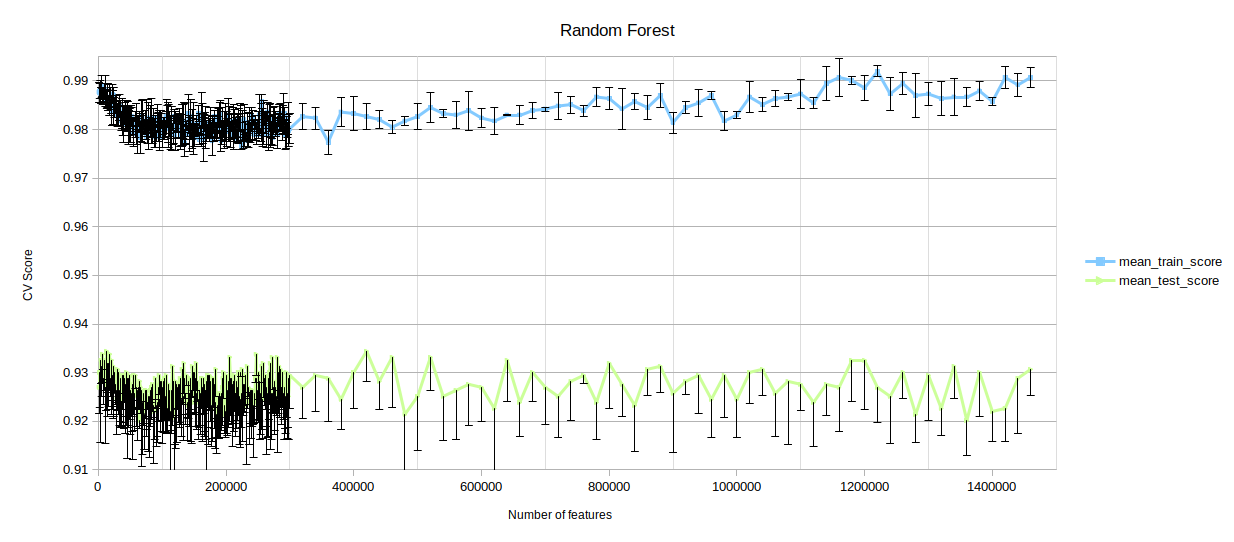 Random Forest
0.99
0.98
0.97
0.96
0.95
0.94
0.93
0.92
0.91
CV Score
0 200000 400000 600000 800000 1000000 1200000 1400000
Number of features
mean_train_score
mean_test_score